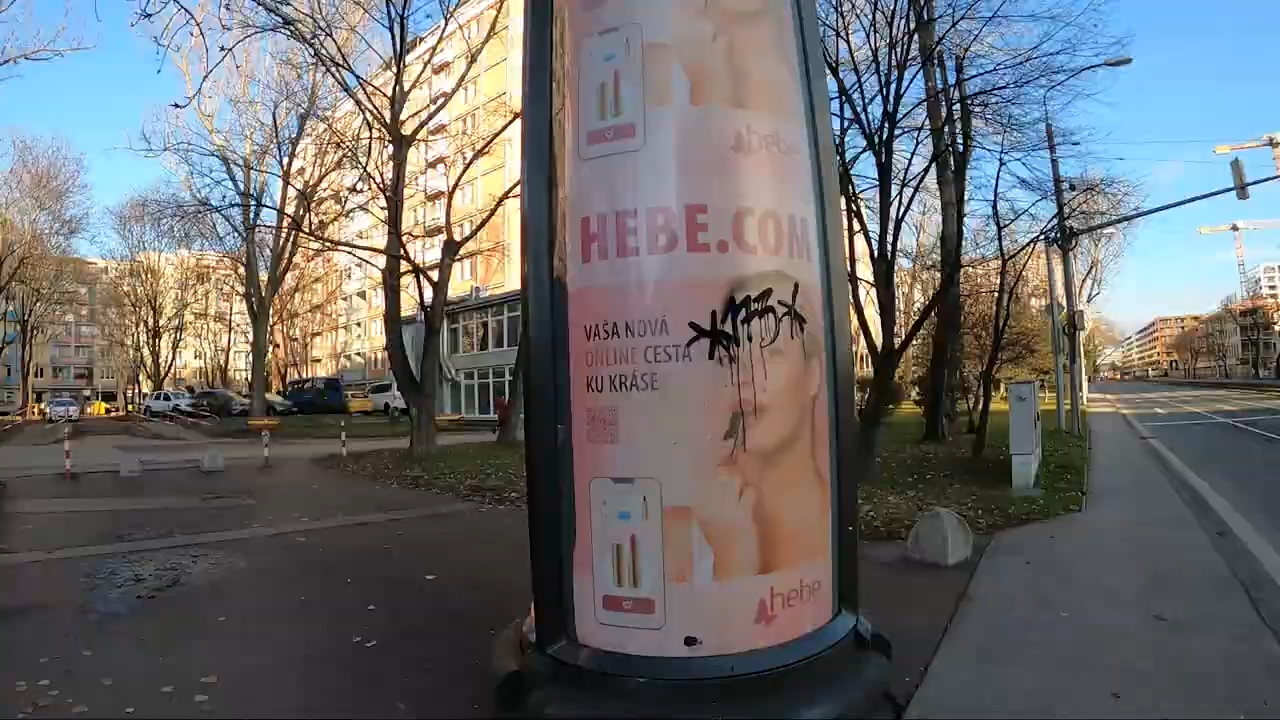 hebe
HEBE.COM
VAŠA NOVÁ
ONLINE CESTA
KU KRÁSE
hebe